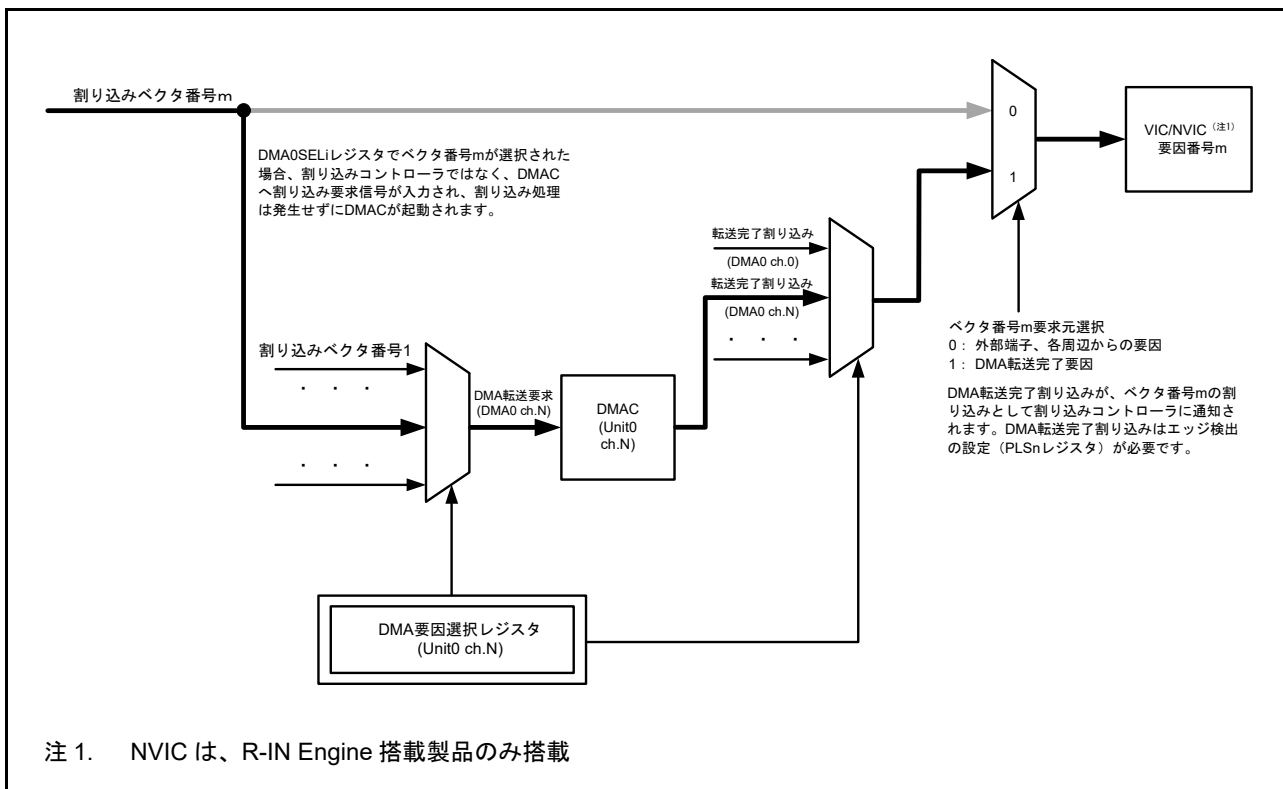 割り込みベクタ番号m
DMA0SELiレジスタでベクタ番号mが選択された
場合、割り込みコントローラではなく、DMAC
へ割り込み要求信号が入力され、割り込み処理
は発生せずにDMACが起動されます。
0
1
VIC/NVIC（注1）
要因番号m
転送完了割り込み
(DMA0 ch.0)
転送完了割り込み
(DMA0 ch.N)
・ ・ ・
ベクタ番号m要求元選択
0： 外部端子、各周辺からの要因
1： DMA転送完了要因
DMA転送完了割り込みが、ベクタ番号mの割
り込みとして割り込みコントローラに通知さ
れます。DMA転送完了割り込みはエッジ検出
の設定（PLSnレジスタ）が必要です。
割り込みベクタ番号1
・ ・ ・
・ ・ ・
DMA転送要求
(DMA0 ch.N)
DMAC
(Unit0
ch.N)
DMA要因選択レジスタ
(Unit0 ch.N)
注 1. NVIC は、R-IN Engine 搭載製品のみ搭載